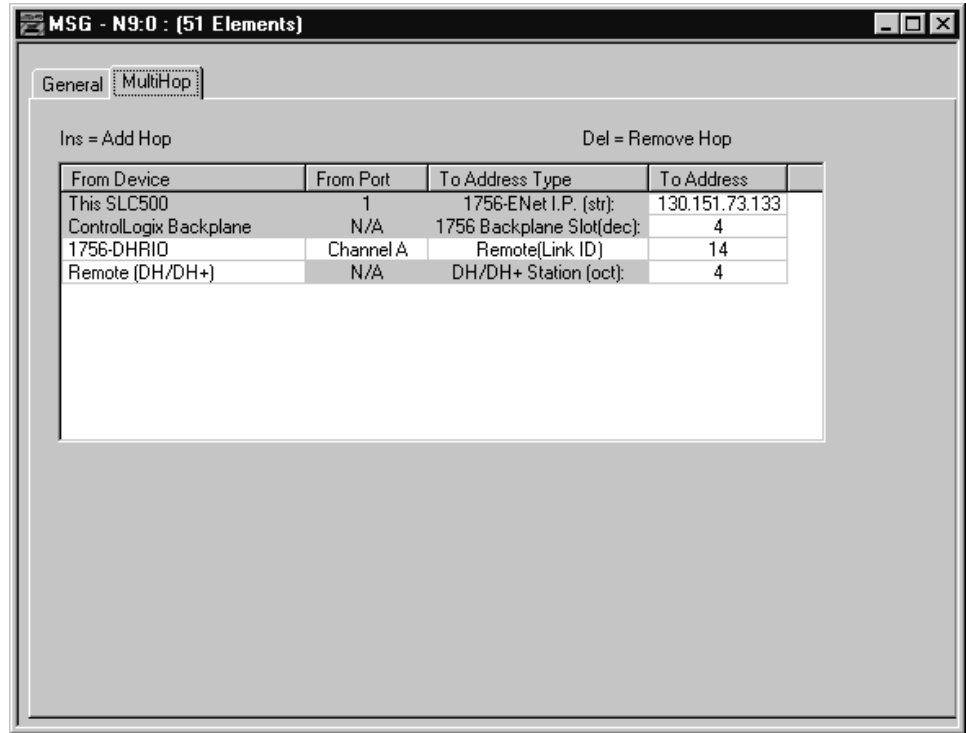 MSG - N9:0 : (51 Elements)
General MultiHop
Ins = Add Hop Del = Remove Hop
From Device From Port To Address Type To Address
This SLC500 1 1756-ENet I.P. (str): 130.151.73.133
ControlLogix Backplane N/A 1756 Backplane Slot(dec): 4
1756-DHRIO Channel A Remote(Link ID) 14
Remote (DH/DH+) N/A DH/DH+ Station (oct): 4